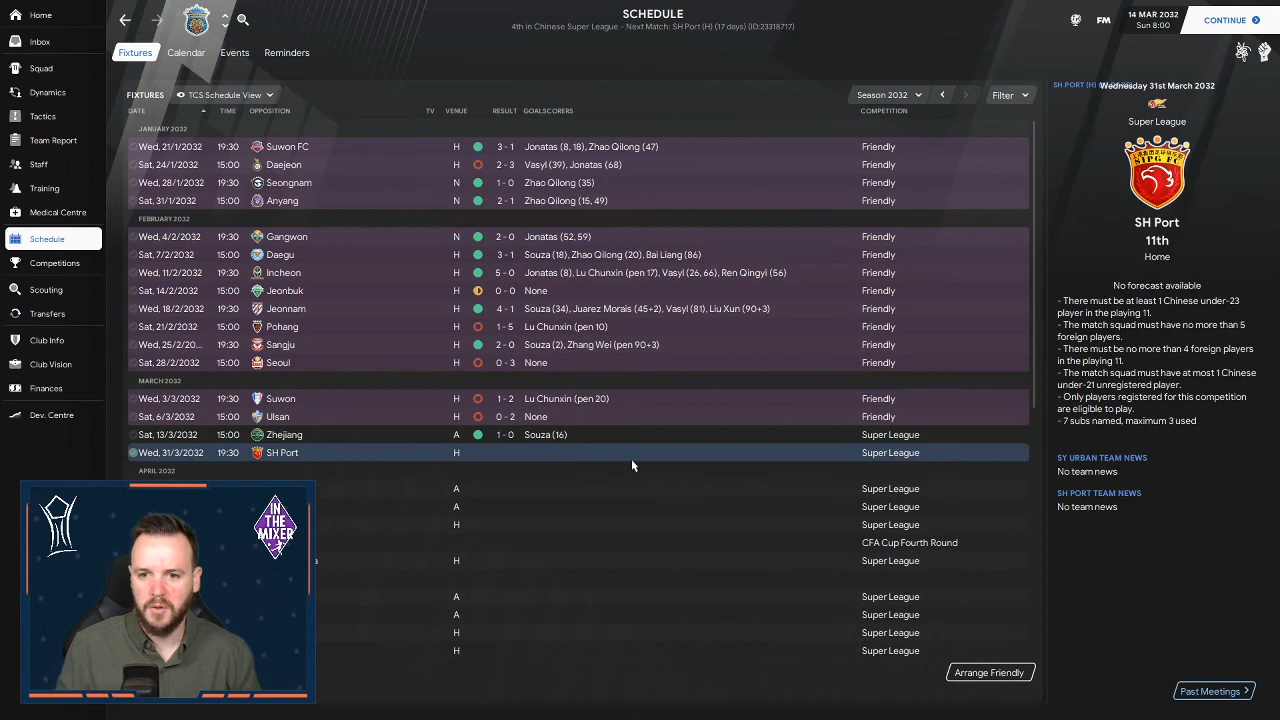 Home
SCHEDULE
4th in Chinese Super League - Next Match: SH Port (H) (17 days) (ID:23318717)
FM
14 MAR 2032
Sun 8:00
CONTINUE
Inbox
Fixtures Calendar Events Reminders
Squad
Dynamics
Tactics
Team Report
Staff
Training
Medical Centre
Schedule
Competitions
Scouting
Transfers
Club Info
Club Vision
Finances
Dev. Centre
FIXTURES TCS Schedule View Season 2032 Filter
DATE TIME OPPOSITION TV VENUE RESULT GOALSCORERS COMPETITION
JANUARY 2032
Wed, 21/1/2032 19:30 Suwon FC H 3 - 1 Jonatas (8, 18), Zhao Qilong (47) Friendly
Sat, 24/1/2032 15:00 Daejeon H 2 - 3 Vasyl (39), Jonatas (68) Friendly
Wed, 28/1/2032 19:30 Seongnam N 1 - 0 Zhao Qilong (35) Friendly
Sat, 31/1/2032 15:00 Anyang N 2 - 1 Zhao Qilong (15, 49) Friendly
FEBRUARY 2032
Wed, 4/2/2032 19:30 Gangwon N 2 - 0 Jonatas (52, 59) Friendly
Sat, 7/2/2032 15:00 Daegu H 3 - 1 Souza (18), Zhao Qilong (20), Bai Liang (86) Friendly
Wed, 11/2/2032 19:30 Incheon H 5 - 0 Jonatas (8), Lu Chunxin (pen 17), Vasyl (26, 66), Ren Qingyi (56) Friendly
Sat, 14/2/2032 15:00 Jeonbuk H 0 - 0 None Friendly
Wed, 18/2/2032 19:30 Jeonnam H 4 - 1 Souza (34), Juarez Morais (45+2), Vasyl (81), Liu Xun (90+3) Friendly
Sat, 21/2/2032 15:00 Pohang H 1 - 5 Lu Chunxin (pen 10) Friendly
Wed, 25/2/20... 19:30 Sangju H 2 - 0 Souza (2), Zhang Wei (pen 90+3) Friendly
Sat, 28/2/2032 15:00 Seoul H 0 - 3 None Friendly
MARCH 2032
Wed, 3/3/2032 19:30 Suwon H 1 - 2 Lu Chunxin (pen 20) Friendly
Sat, 6/3/2032 15:00 Ulsan H 0 - 2 None Friendly
Sat, 13/3/2032 15:00 Zhejiang A 1 - 0 Souza (16) Super League
Wed, 31/3/2032 19:30 SH Port H Super League
APRIL 2032
A Super League
A Super League
H Super League
CFA Cup Fourth Round
H Super League
A Super League
A Super League
H Super League
H Super League
Arrange Friendly
IN
THE
MIXER
SH PORT (H)
Wednesday 31st March 2032
Super League
SIPG FC
SH Port
11th
Home
No forecast available
- There must be at least 1 Chinese under-23
player in the playing 11.
- The match squad must have no more than 5
foreign players.
- There must be no more than 4 foreign players
in the playing 11.
- The match squad must have at most 1 Chinese
under-21 unregistered player.
- Only players registered for this competition
are eligible to play.
- 7 subs named, maximum 3 used
SY URBAN TEAM NEWS
No team news
SH PORT TEAM NEWS
No team news
Past Meetings